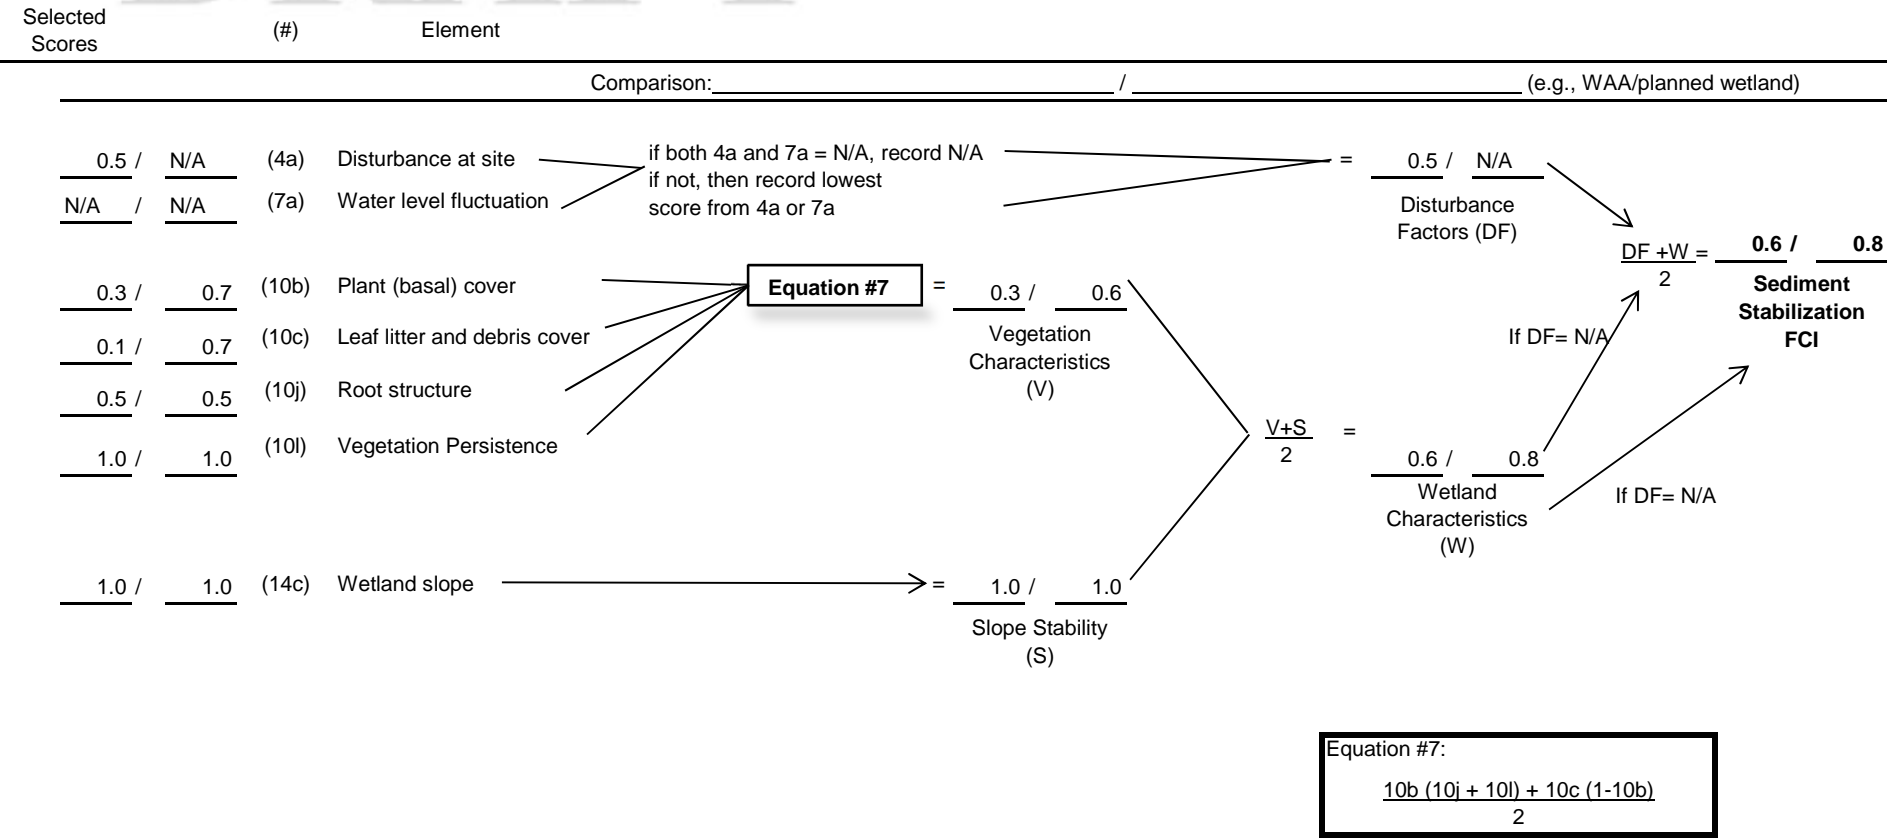 Selected Scores (#) Element
Comparison: / (e.g., WAA/planned wetland)
0.5 / N/A (4a) Disturbance at site
N/A / N/A (7a) Water level fluctuation
if both 4a and 7a = N/A, record N/A
if not, then record lowest
score from 4a or 7a
= 0.5 / N/A
Disturbance
Factors (DF)
DF +W = 0.6 / 0.8
2
Sediment
Stabilization
FCI
0.3 / 0.7 (10b) Plant (basal) cover
0.1 / 0.7 (10c) Leaf litter and debris cover
0.5 / 0.5 (10j) Root structure
1.0 / 1.0 (10l) Vegetation Persistence
Equation #7 = 0.3 / 0.6
Vegetation
Characteristics
(V)
If DF= N/A
V+S =
2
0.6 / 0.8
Wetland
Characteristics
(W)
If DF= N/A
1.0 / 1.0 (14c) Wetland slope = 1.0 / 1.0
Slope Stability
(S)
Equation #7:
10b (10j + 10l) + 10c (1-10b)
2